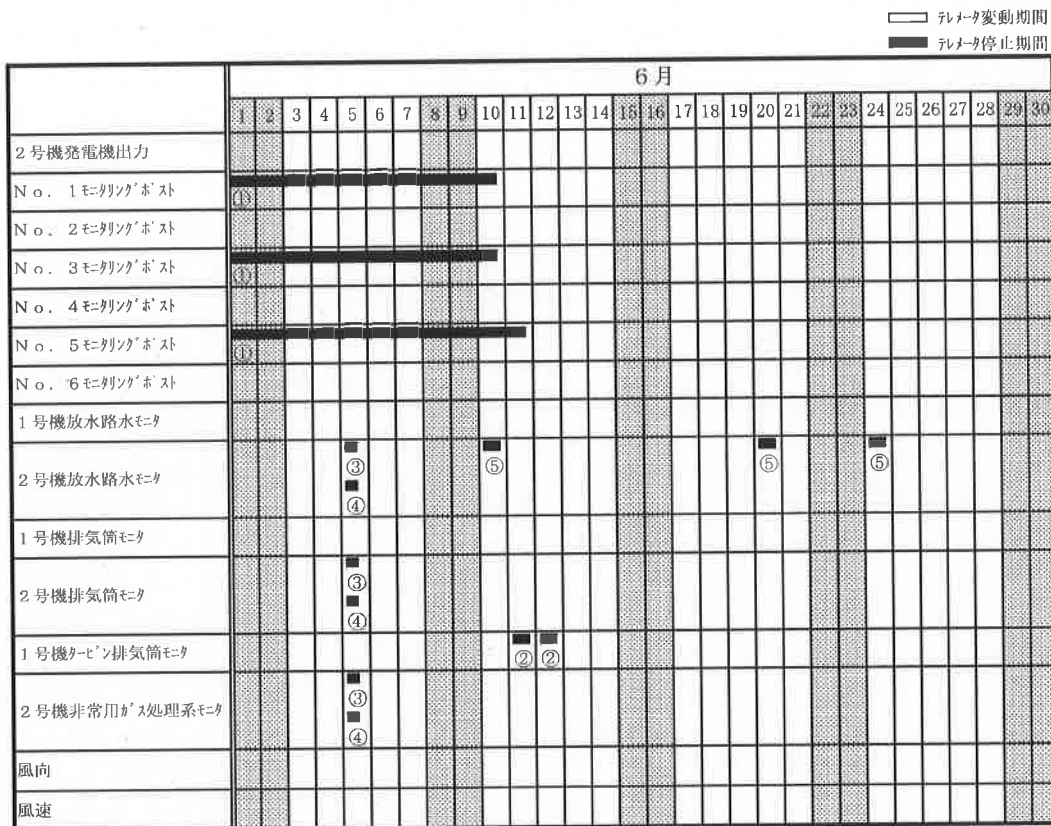 テレメータ変動期間
テレメータ停止期間
6月
1 2 3 4 5 6 7 8 9 10 11 12 13 14 15 16 17 18 19 20 21 22 23 24 25 26 27 28 29 30
2号機発電機出力
No. 1モニタリングポスト
①
No. 2モニタリングポスト
No. 3モニタリングポスト
①
No. 4モニタリングポスト
No. 5モニタリングポスト
①
No. 6モニタリングポスト
1号機放水路水モニタ
2号機放水路水モニタ
③ ⑤ ⑤ ⑤
④
1号機排気筒モニタ
2号機排気筒モニタ
③
④
1号機タービン排気筒モニタ
② ②
2号機非常用ガス処理系モニタ
③
④
風向
風速